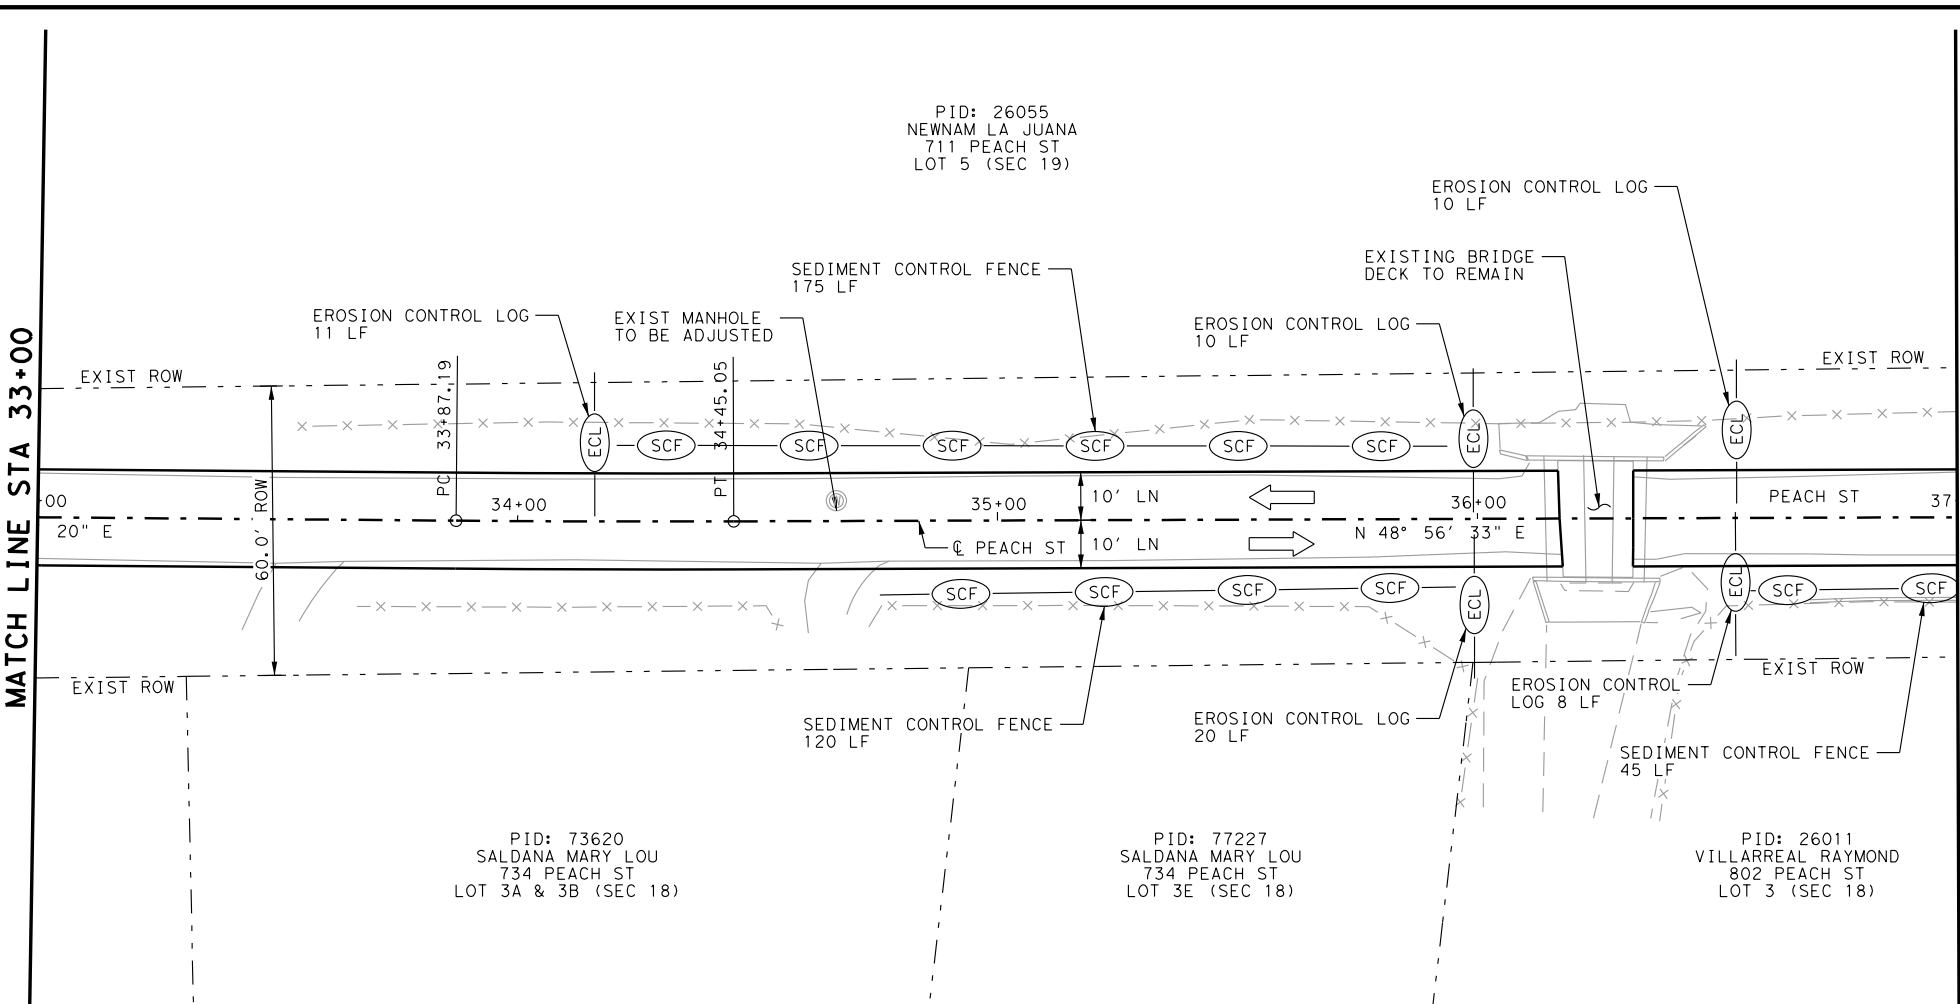 PID: 26055
NEWNAM LA JUANA
711 PEACH ST
LOT 5 (SEC 19)
EROSION CONTROL LOG
10 LF
EXISTING BRIDGE
DECK TO REMAIN
SEDIMENT CONTROL FENCE
175 LF
EROSION CONTROL LOG
11 LF
EXIST MANHOLE
TO BE ADJUSTED
EROSION CONTROL LOG
10 LF
MATCH LINE STA 33+00
EXIST ROW
EXIST ROW
PC 33+87.19
PT 34+45.05
ECL
SCF
SCF
SCF
SCF
SCF
SCF
ECL
ECL
60.0' ROW
00
34+00
35+00
10' LN
36+00
PEACH ST
37
20" E
℄ PEACH ST
10' LN
N 48° 56' 33" E
SCF
SCF
SCF
SCF
ECL
ECL
SCF
SCF
EXIST ROW
EXIST ROW
EROSION CONTROL
LOG 8 LF
SEDIMENT CONTROL FENCE
120 LF
EROSION CONTROL LOG
20 LF
SEDIMENT CONTROL FENCE
45 LF
PID: 73620
SALDANA MARY LOU
734 PEACH ST
LOT 3A & 3B (SEC 18)
PID: 77227
SALDANA MARY LOU
734 PEACH ST
LOT 3E (SEC 18)
PID: 26011
VILLARREAL RAYMOND
802 PEACH ST
LOT 3 (SEC 18)